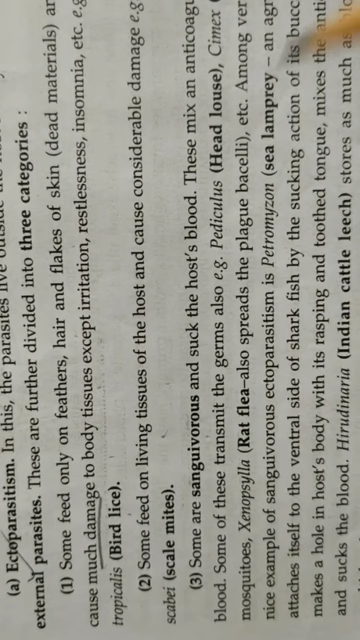 (a) Ectoparasitism. In this, the parasites live outside the
external parasites. These are further divided into three categories :
(1) Some feed only on feathers, hair and flakes of skin (dead materials)
cause much damage to body tissues except irritation, restlessness, insomnia, etc. e.g
tropicalis (Bird lice).
(2) Some feed on living tissues of the host and cause considerable damage e.g
scabei (scale mites).
(3) Some are sanguivorous and suck the host's blood. These mix an anticoagu
blood. Some of these transmit the germs also e.g. Pediculus (Head louse), Cimex
mosquitoes, Xenopsylla (Rat flea–also spreads the plague bacelli), etc. Among ver
nice example of sanguivorous ectoparasitism is Petromyzon (sea lamprey – an agn
attaches itself to the ventral side of shark fish by the sucking action of its bucc
makes a hole in host's body with its rasping and toothed tongue, mixes the anti
and sucks the blood. Hirudinaria (Indian cattle leech) stores as much as